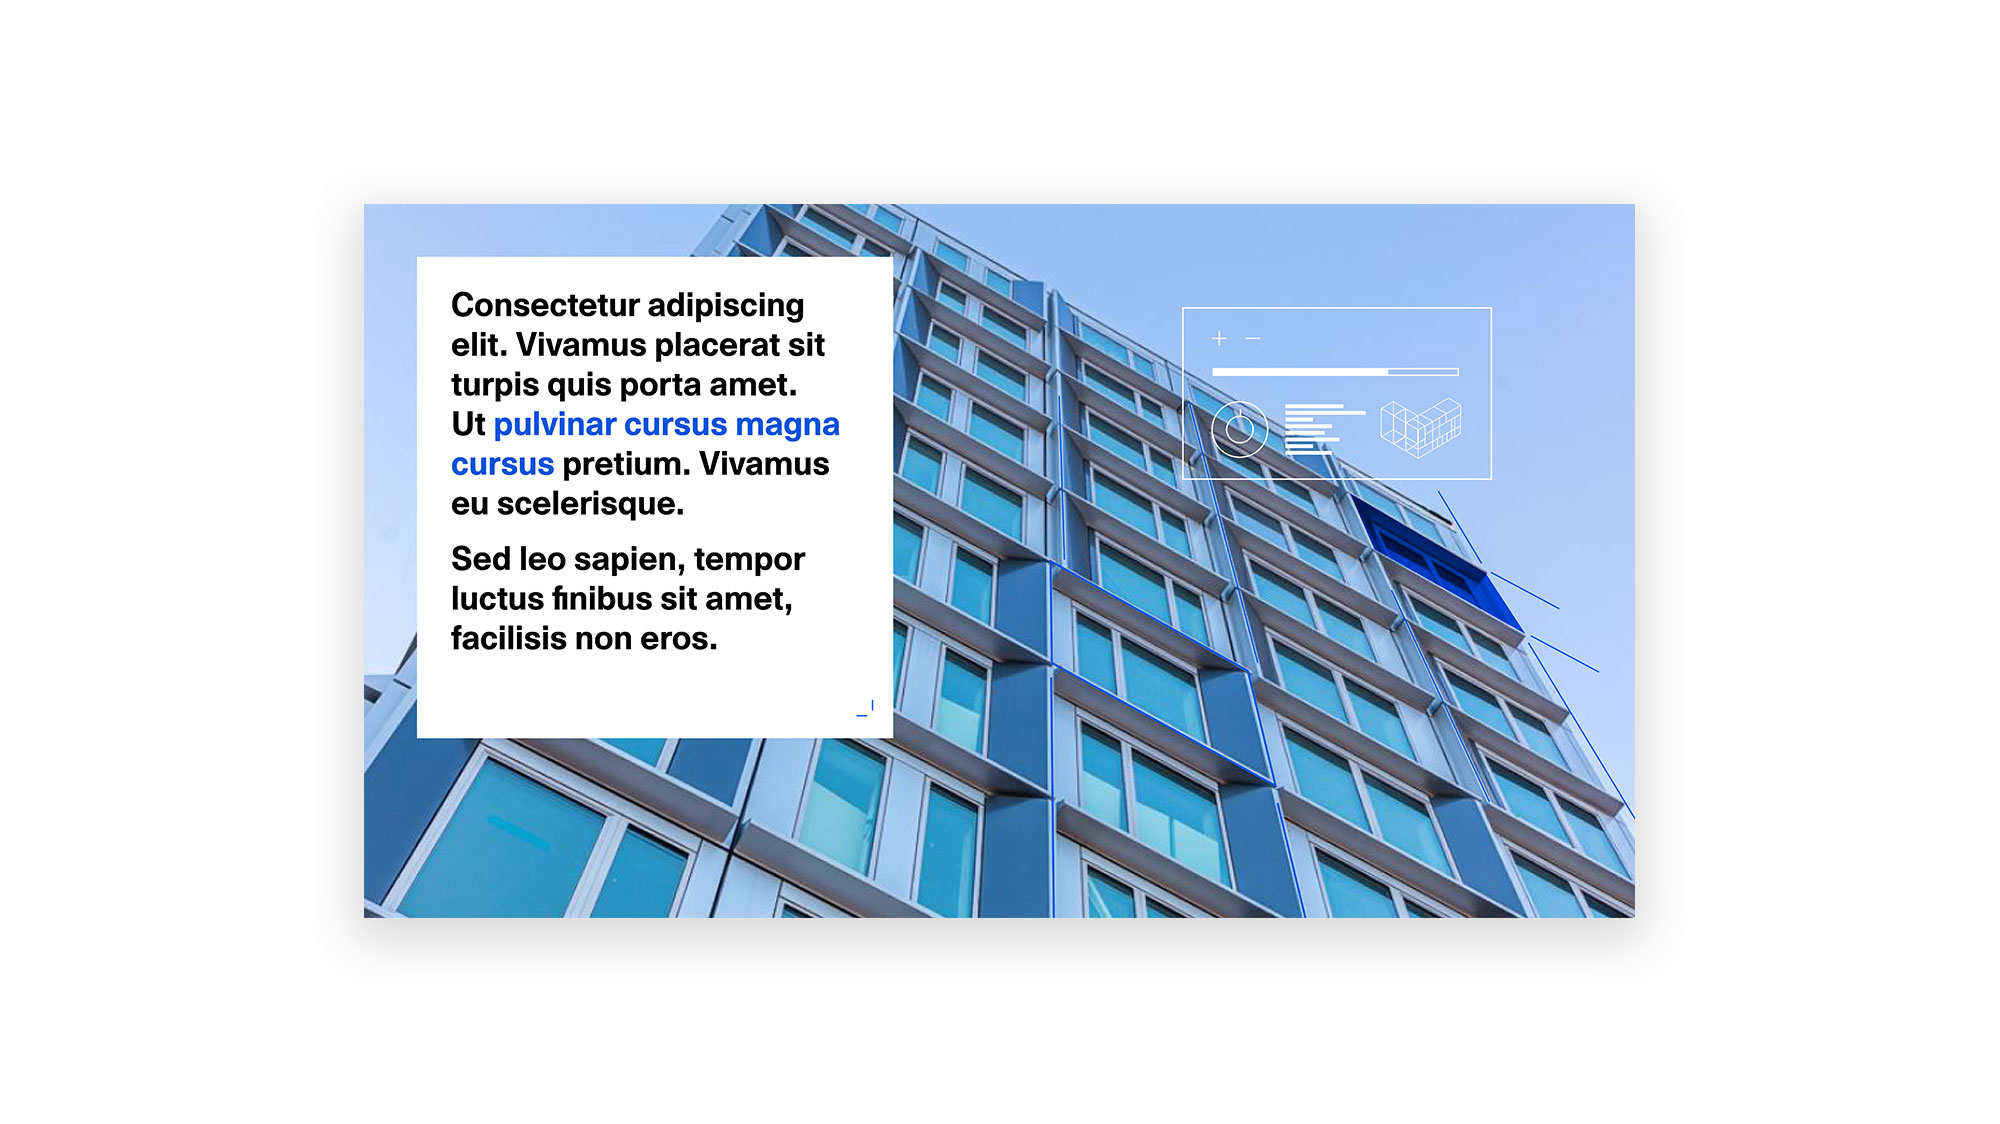 Consectetur adipiscing
elit. Vivamus placerat sit
turpis quis porta amet.
Ut pulvinar cursus magna
cursus pretium. Vivamus
eu scelerisque.
Sed leo sapien, tempor
luctus finibus sit amet,
facilisis non eros.